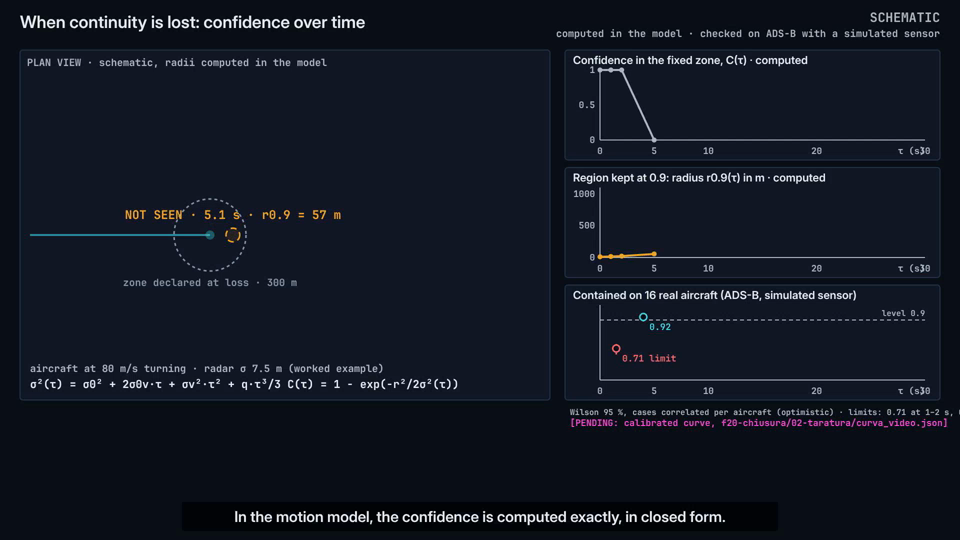 When continuity is lost: confidence over time
SCHEMATIC
computed in the model · checked on ADS-B with a simulated sensor
PLAN VIEW · schematic, radii computed in the model
NOT SEEN · 5.1 s · r0.9 = 57 m
zone declared at loss · 300 m
aircraft at 80 m/s turning · radar σ 7.5 m (worked example)
σ²(τ) = σ0² + 2σ0v·τ + σv²·τ² + q·τ³/3 C(τ) = 1 - exp(-r²/2σ²(τ))
Confidence in the fixed zone, C(τ) · computed
1
0.5
0
0 5 10 20 τ (s) 30
Region kept at 0.9: radius r0.9(τ) in m · computed
1000
500
0
0 5 10 20 τ (s) 30
Contained on 16 real aircraft (ADS-B, simulated sensor)
level 0.9
0.92
0.71 limit
0 5 10 20 τ (s) 30
Wilson 95 %, cases correlated per aircraft (optimistic) · limits: 0.71 at 1-2 s,
[PENDING: calibrated curve, f20-chiusura/02-taratura/curva_video.json]
In the motion model, the confidence is computed exactly, in closed form.